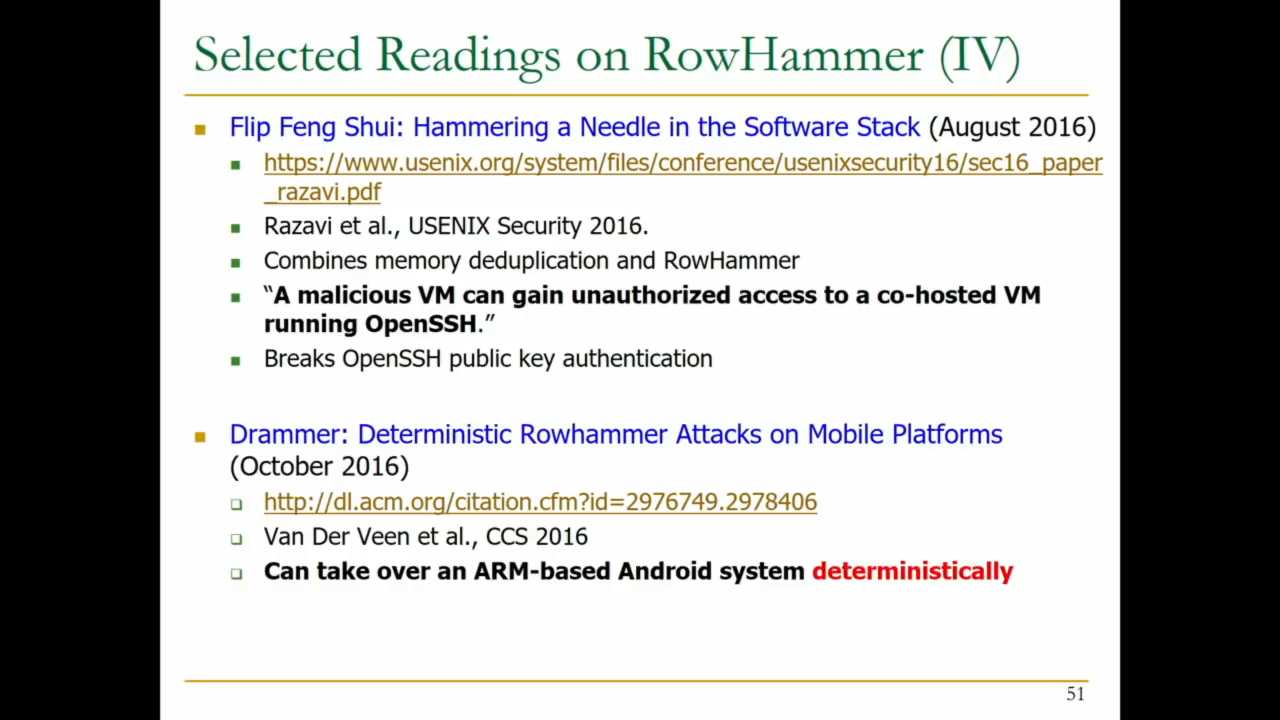 Selected Readings on RowHammer (IV)
Flip Feng Shui: Hammering a Needle in the Software Stack (August 2016)
https://www.usenix.org/system/files/conference/usenixsecurity16/sec16_paper
_razavi.pdf
Razavi et al., USENIX Security 2016.
Combines memory deduplication and RowHammer
“A malicious VM can gain unauthorized access to a co-hosted VM
running OpenSSH.”
Breaks OpenSSH public key authentication
Drammer: Deterministic Rowhammer Attacks on Mobile Platforms
(October 2016)
http://dl.acm.org/citation.cfm?id=2976749.2978406
Van Der Veen et al., CCS 2016
Can take over an ARM-based Android system deterministically
51